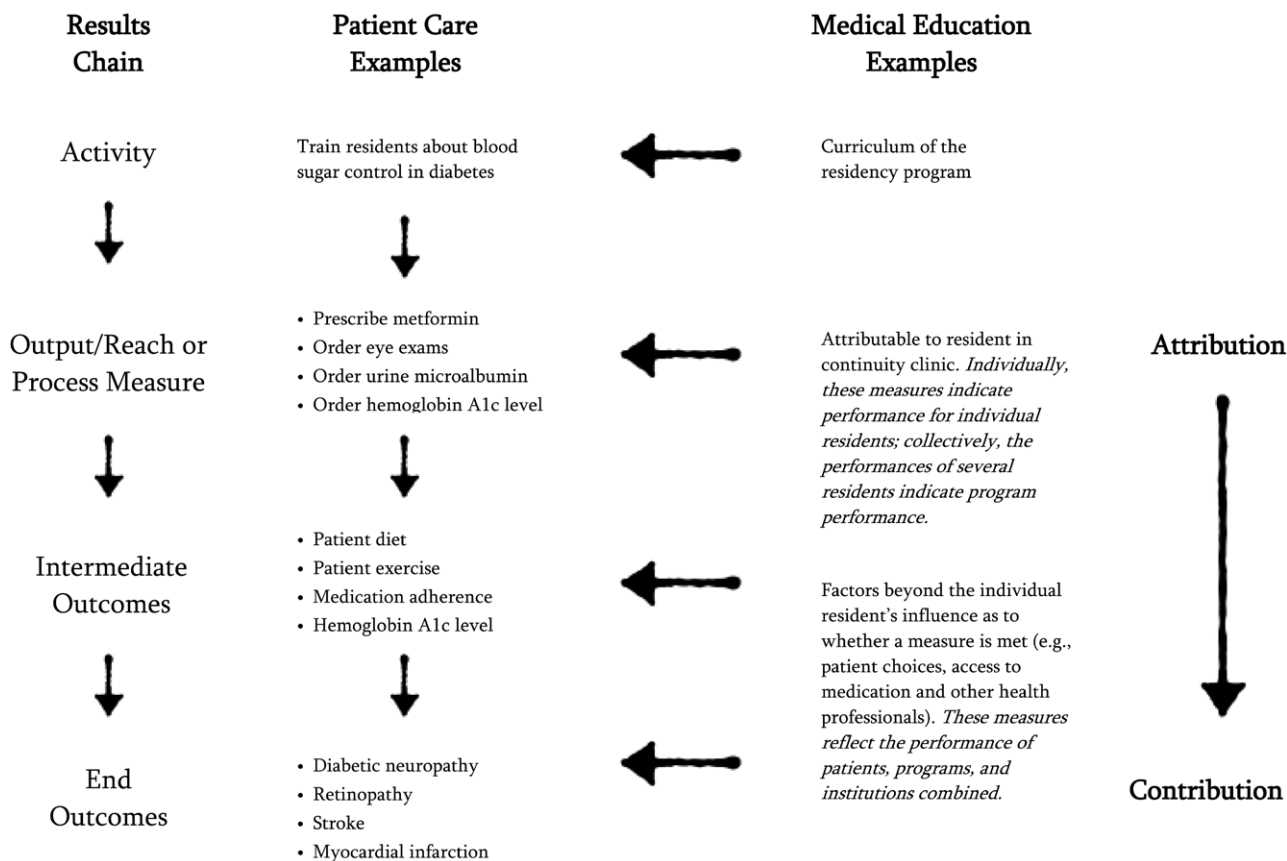 Results
Chain
Patient Care
Examples
Medical Education
Examples
Activity
Train residents about blood
sugar control in diabetes
Curriculum of the
residency program
Output/Reach or
Process Measure
• Prescribe metformin
• Order eye exams
• Order urine microalbumin
• Order hemoglobin A1c level
Attributable to resident in
continuity clinic. Individually,
these measures indicate
performance for individual
residents; collectively, the
performances of several
residents indicate program
performance.
Attribution
Intermediate
Outcomes
• Patient diet
• Patient exercise
• Medication adherence
• Hemoglobin A1c level
Factors beyond the individual
resident’s influence as to
whether a measure is met (e.g.,
patient choices, access to
medication and other health
professionals). These measures
reflect the performance of
patients, programs, and
institutions combined.
End
Outcomes
• Diabetic neuropathy
• Retinopathy
• Stroke
• Myocardial infarction
Contribution